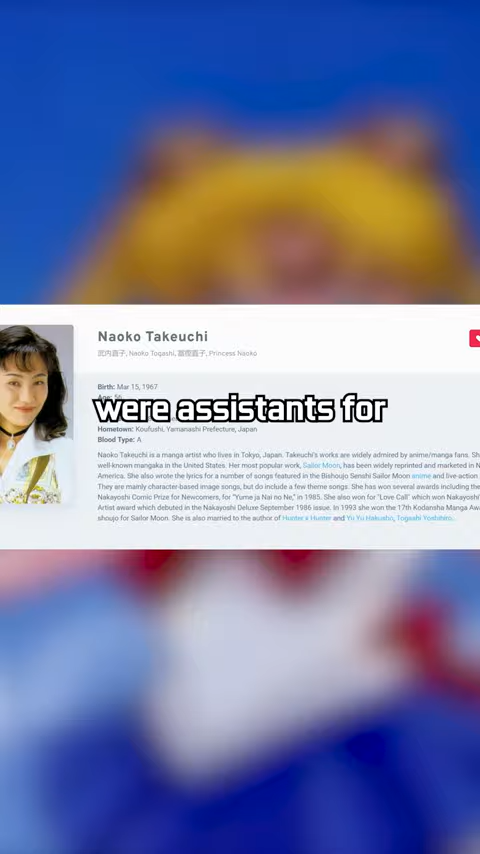 Naoko Takeuchi
武内直子, Naoko Togashi, 冨樫直子, Princess Naoko
Birth: Mar 15, 1967
Age: 56
were assistants for
Hometown: Koufushi, Yamanashi Prefecture, Japan
Blood Type: A
Naoko Takeuchi is a manga artist who lives in Tokyo, Japan. Takeuchi's works are widely admired by anime/manga fans. Sh
well-known mangaka in the United States. Her most popular work, Sailor Moon, has been widely reprinted and marketed in N
America. She also wrote the lyrics for a number of songs featured in the Bishoujo Senshi Sailor Moon anime and live-action
They are mainly character-based image songs, but do include a few theme songs. She has won several awards including the
Nakayoshi Comic Prize for Newcomers, for "Yume ja Nai no Ne," in 1985. She also won for "Love Call" which won Nakayoshi'
Artist award which debuted in the Nakayoshi Deluxe September 1986 issue. In 1993 she won the 17th Kodansha Manga Awa
shoujo for Sailor Moon. She is also married to the author of Hunter x Hunter and Yu Yu Hakusho, Togashi Yoshihiro.